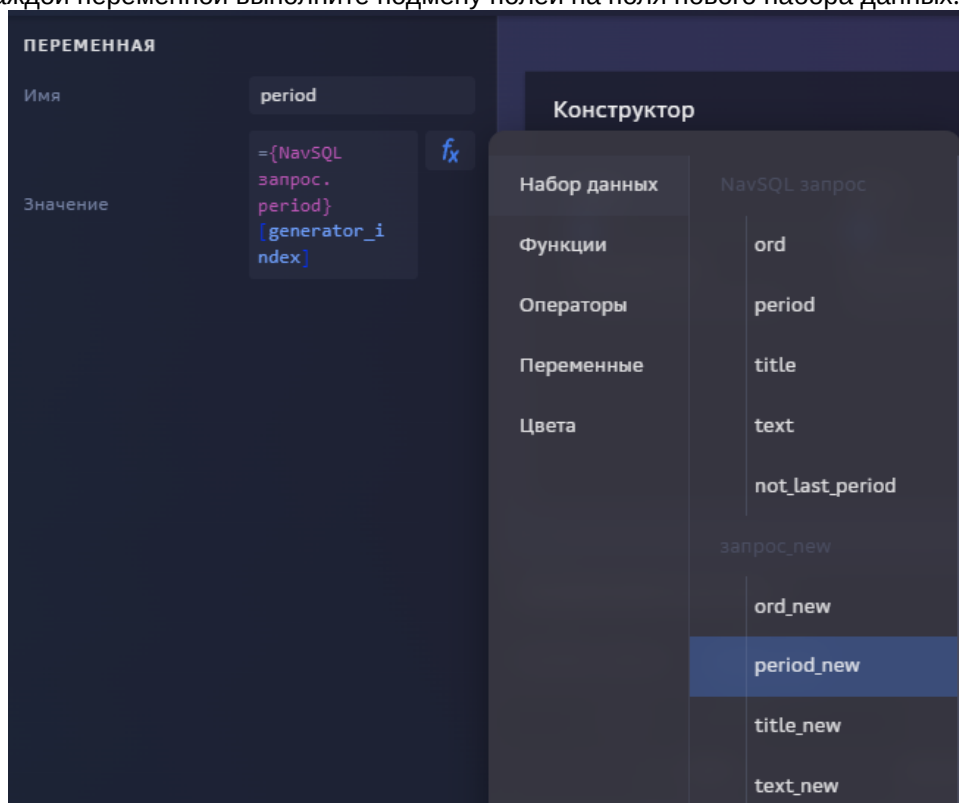 каждой переменной выполните подмену полей на поля нового набора данных.
ПЕРЕМЕННАЯ
Имя
period
Значение
={NavSQL
запрос.
period}
[generator_i
ndex]
fx
Конструктор
Набор данных
Функции
Операторы
Переменные
Цвета
NavSQL запрос
ord
period
title
text
not_last_period
запрос_new
ord_new
period_new
title_new
text_new